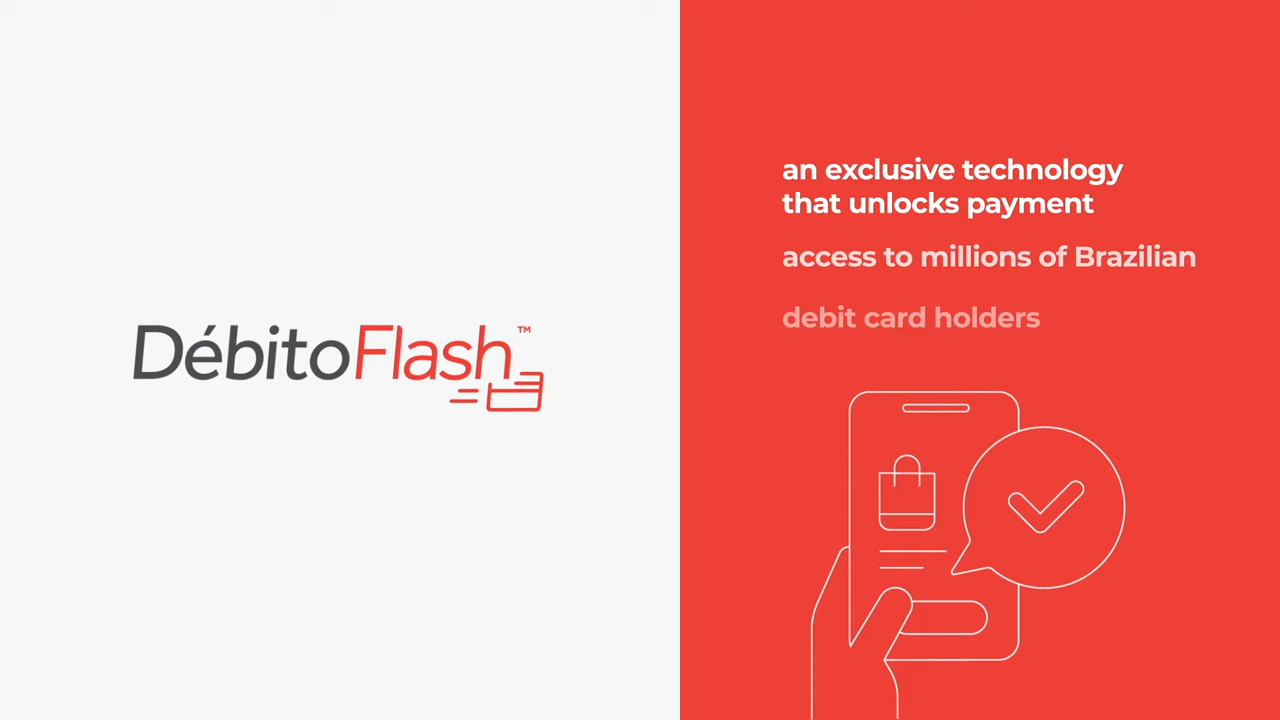 DébitoFlash™
an exclusive technology
that unlocks payment
access to millions of Brazilian
debit card holders